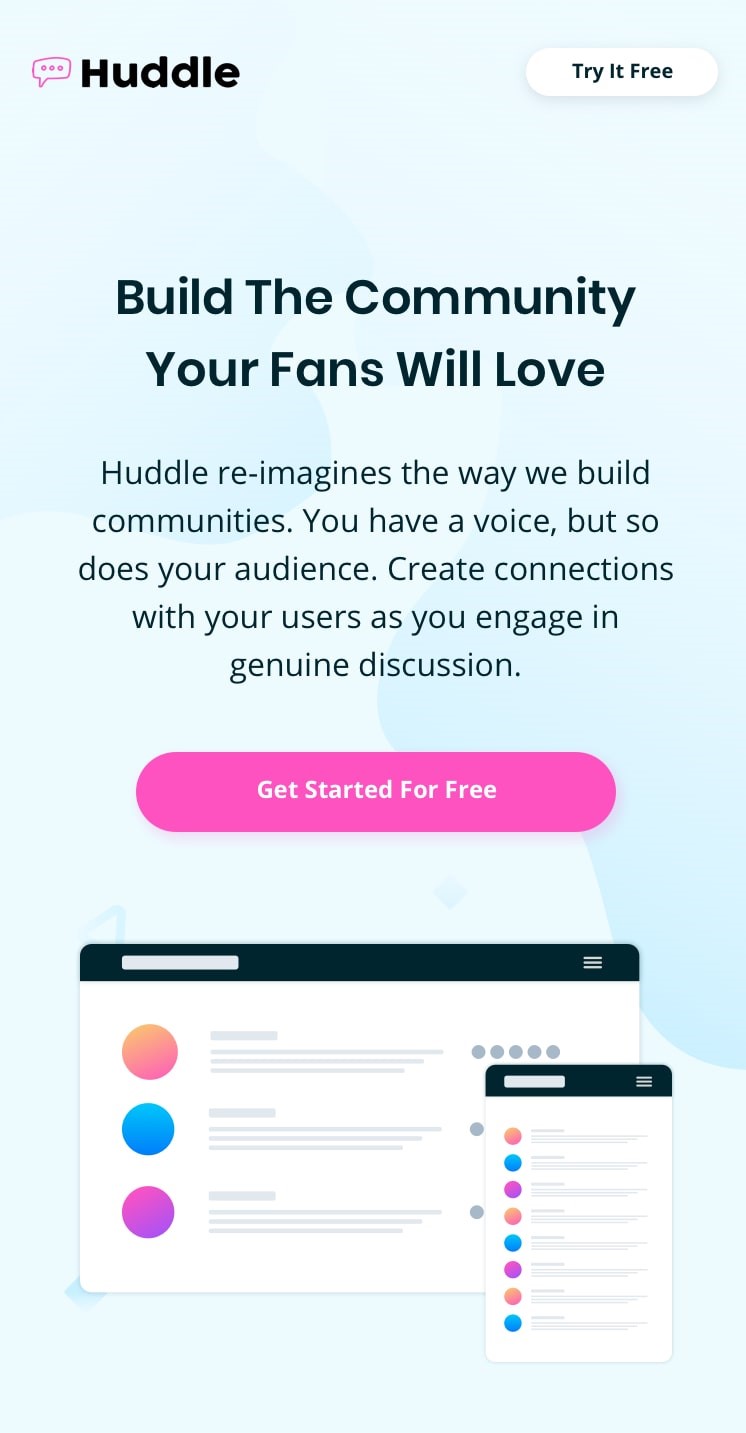 Huddle
Try It Free
Build The Community
Your Fans Will Love
Huddle re-imagines the way we build
communities. You have a voice, but so
does your audience. Create connections
with your users as you engage in
genuine discussion.
Get Started For Free